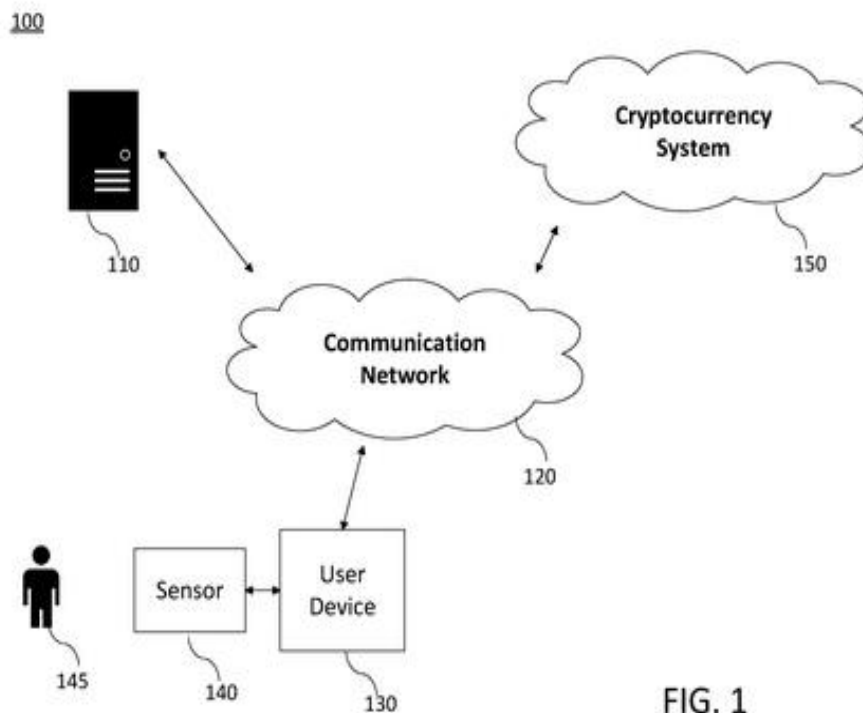 100
Cryptocurrency
System
110
150
Communication
Network
120
Sensor
User
Device
145
140
130
FIG. 1